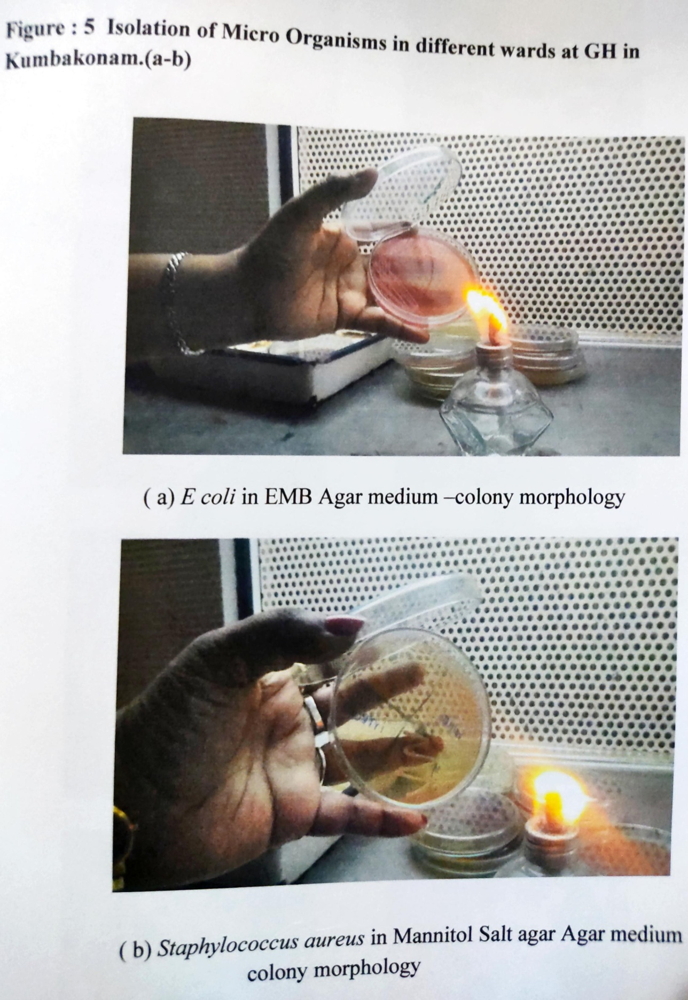 Figure : 5 Isolation of Micro Organisms in different wards at GH in
Kumbakonam.(a-b)
( a) E coli in EMB Agar medium –colony morphology
( b) Staphylococcus aureus in Mannitol Salt agar Agar medium
colony morphology